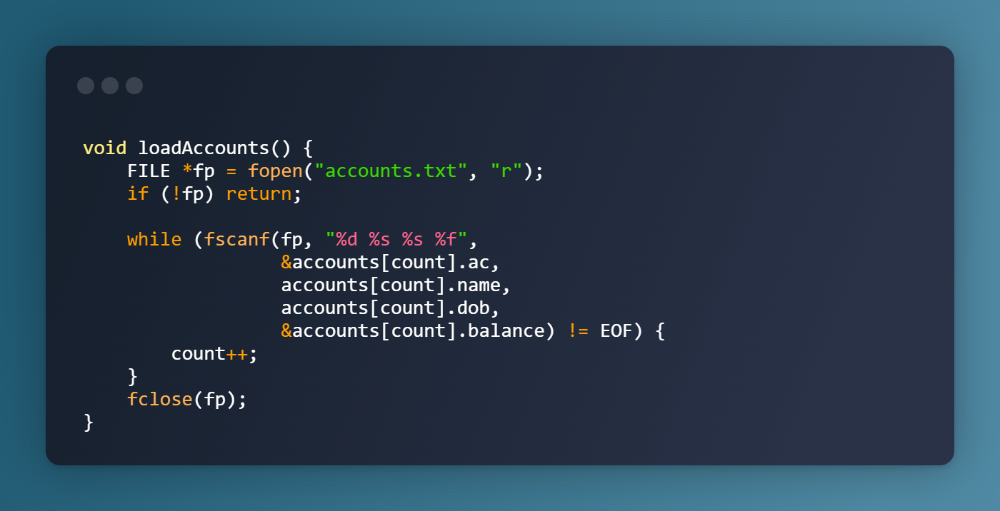 void loadAccounts() {
    FILE *fp = fopen("accounts.txt", "r");
    if (!fp) return;

    while (fscanf(fp, "%d %s %s %f",
                  &accounts[count].ac,
                  accounts[count].name,
                  accounts[count].dob,
                  &accounts[count].balance) != EOF) {
        count++;
    }
    fclose(fp);
}